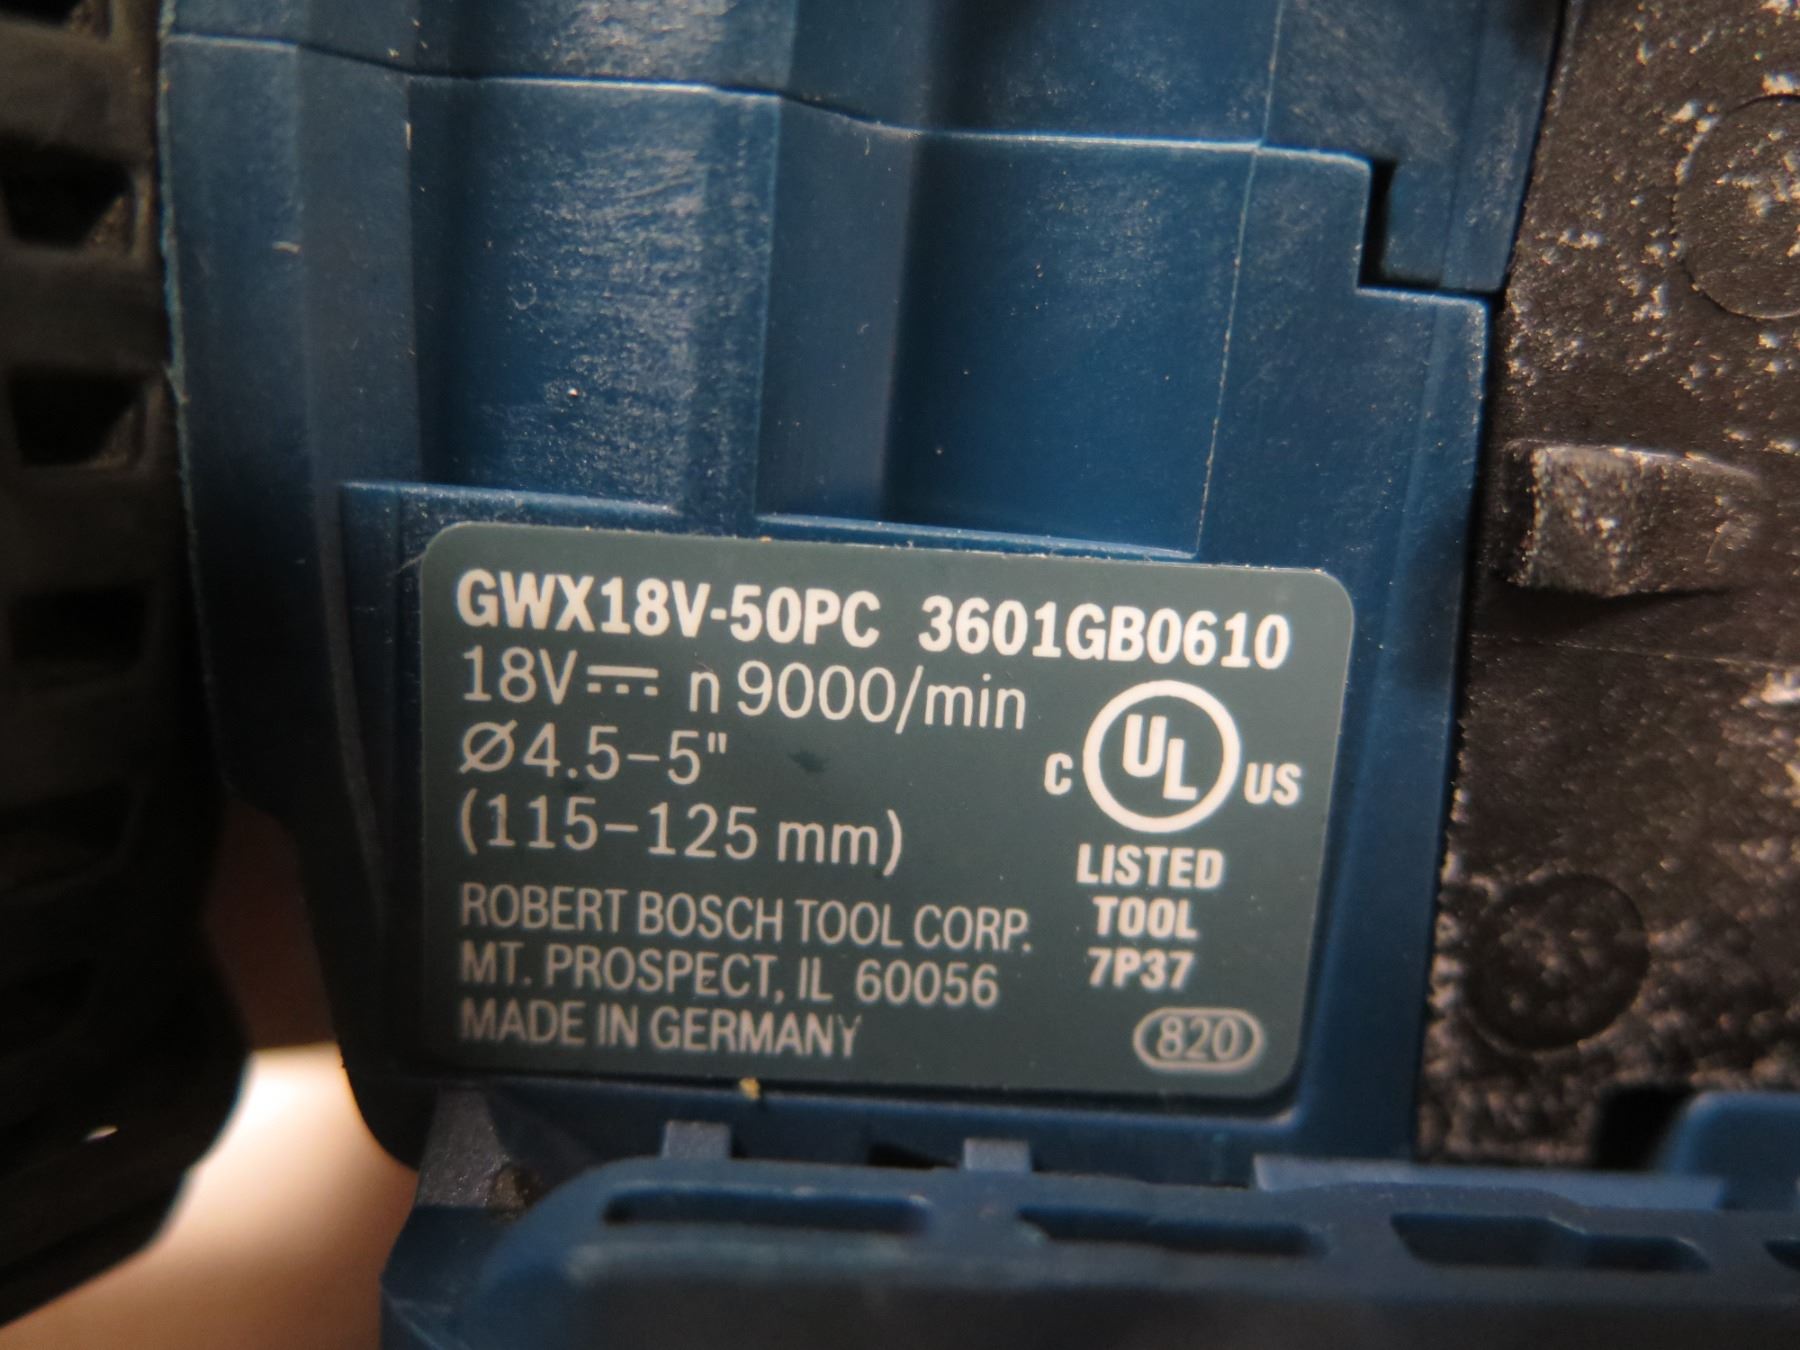 GWX18V-50PC 3601GB0610
18V⎓ n 9000/min
Ø4.5–5"
(115–125 mm)
C UL US
LISTED
TOOL
7P37
ROBERT BOSCH TOOL CORP.
MT. PROSPECT, IL 60056
MADE IN GERMANY
820